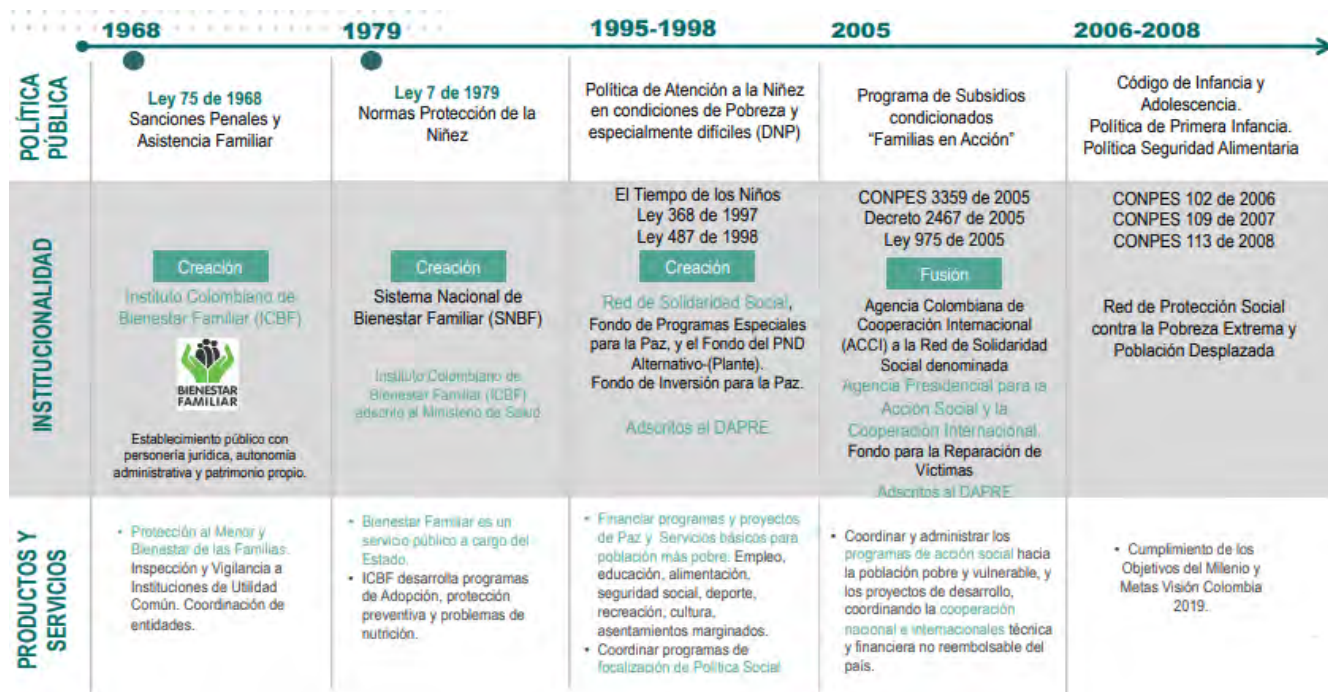 1968
1979
1995-1998
2005
2006-2008
POLÍTICA
PÚBLICA
Ley 75 de 1968
Sanciones Penales y
Asistencia Familiar
Ley 7 de 1979
Normas Protección de la
Niñez
Política de Atención a la Niñez
en condiciones de Pobreza y
especialmente difíciles (DNP)
Programa de Subsidios
condicionados
“Familias en Acción”
Código de Infancia y
Adolescencia.
Política de Primera Infancia.
Política Seguridad Alimentaria
INSTITUCIONALIDAD
Creación
Instituto Colombiano de
Bienestar Familiar (ICBF)
BIENESTAR
FAMILIAR
Establecimiento público con
personería jurídica, autonomía
administrativa y patrimonio propio.
Creación
Sistema Nacional de
Bienestar Familiar (SNBF)
Instituto Colombiano de
Bienestar Familiar (ICBF)
adscrito al Ministerio de Salud
El Tiempo de los Niños
Ley 368 de 1997
Ley 487 de 1998
Creación
Red de Solidaridad Social,
Fondo de Programas Especiales
para la Paz, y el Fondo del PND
Alternativo-(Plante).
Fondo de Inversión para la Paz.
Adscritos al DAPRE
CONPES 3359 de 2005
Decreto 2467 de 2005
Ley 975 de 2005
Fusión
Agencia Colombiana de
Cooperación Internacional
(ACCI) a la Red de Solidaridad
Social denominada
Agencia Presidencial para la
Acción Social y la
Cooperación Internacional.
Fondo para la Reparación de
Víctimas
Adscritos al DAPRE
CONPES 102 de 2006
CONPES 109 de 2007
CONPES 113 de 2008
Red de Protección Social
contra la Pobreza Extrema y
Población Desplazada
PRODUCTOS Y
SERVICIOS
• Protección al Menor y
Bienestar de las Familias.
Inspección y Vigilancia a
Instituciones de Utilidad
Común. Coordinación de
entidades.
• Bienestar Familiar es un
servicio público a cargo del
Estado.
• ICBF desarrolla programas
de Adopción, protección
preventiva y problemas de
nutrición.
• Financiar programas y proyectos
de Paz y Servicios básicos para
población más pobre: Empleo,
educación, alimentación,
seguridad social, deporte,
recreación, cultura,
asentamientos marginados.
• Coordinar programas de
focalización de Política Social
• Coordinar y administrar los
programas de acción social hacia
la población pobre y vulnerable, y
los proyectos de desarrollo,
coordinando la cooperación
nacional e internacionales técnica
y financiera no reembolsable del
país.
• Cumplimiento de los
Objetivos del Milenio y
Metas Visión Colombia
2019.